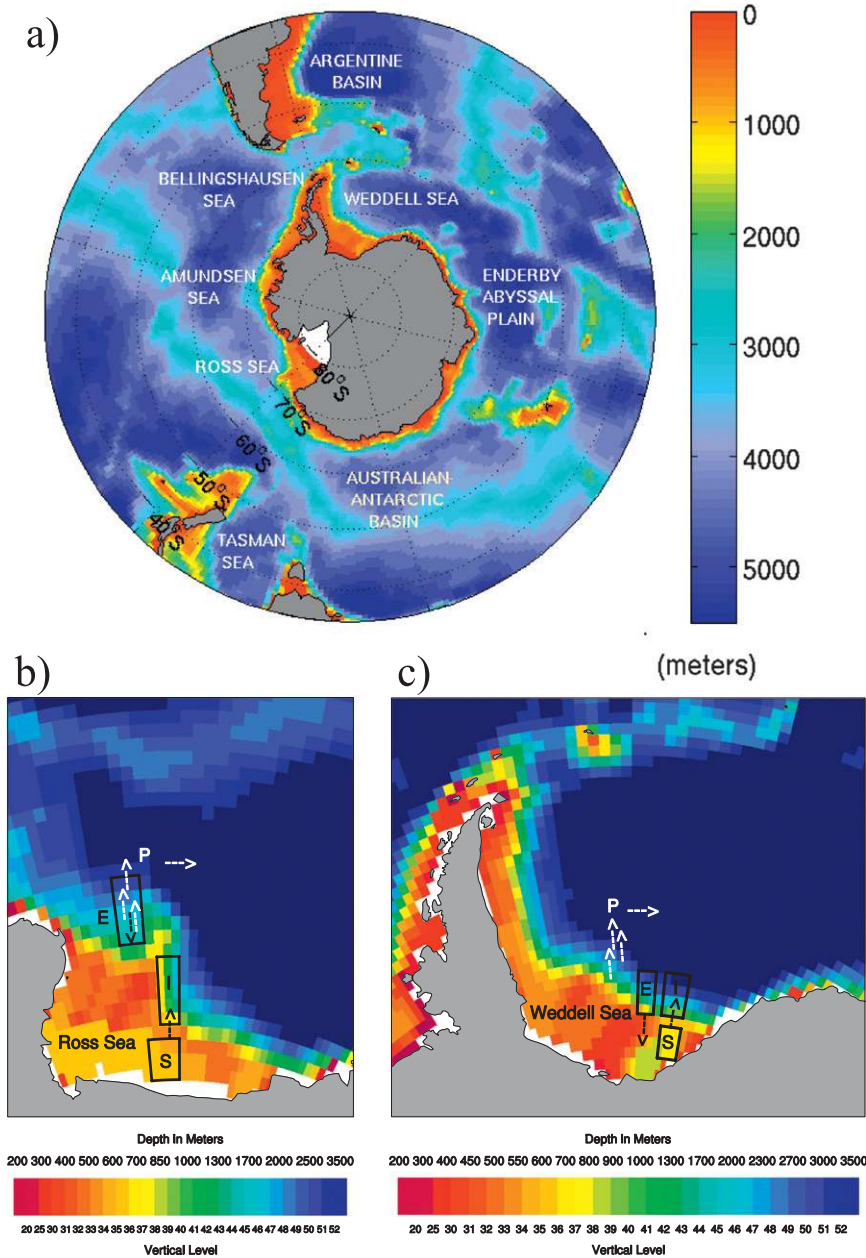 a)
ARGENTINE
BASIN
BELLINGSHAUSEN
SEA
WEDDELL SEA
AMUNDSEN
SEA
ENDERBY
ABYSSAL
PLAIN
ROSS SEA
80°S
70°S
60°S
50°S
40°S
AUSTRALIAN-
ANTARCTIC
BASIN
TASMAN
SEA
0
1000
2000
3000
4000
5000
(meters)
b)
P
E
I
Ross Sea
S
Depth In Meters
200 300 400 500 550 600 700 850 1000 1300 1700 2000 2500 3500
20 25 30 31 32 33 34 35 36 37 38 39 40 41 42 43 44 45 46 47 48 49 50 51 52
Vertical Level
c)
P
E
I
Weddell Sea
S
Depth In Meters
200 300 400 450 500 550 600 650 800 900 1000 1300 1700 2000 2300 2700 3000 3500
20 25 30 31 32 33 34 35 36 37 38 39 40 42 43 44 45 46 47 48 49 50 51 52
Vertical Level